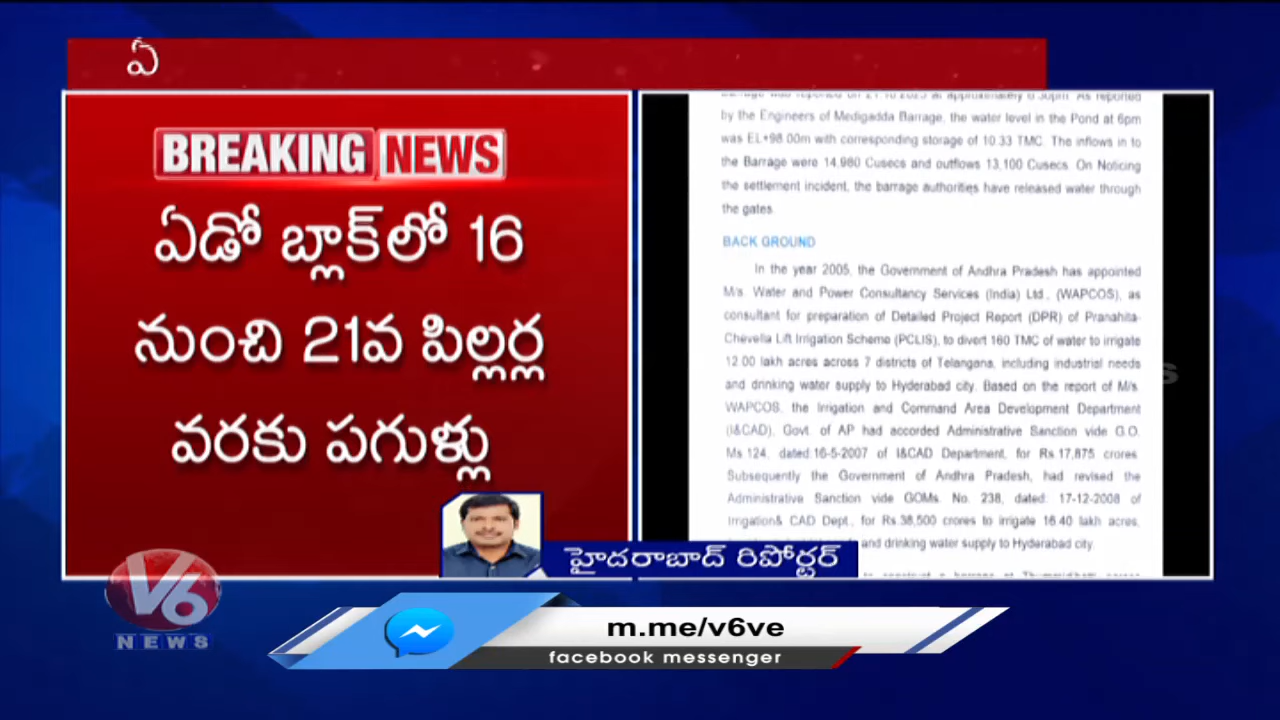 ఏ
BREAKING NEWS
ఏడో బ్లాక్‌లో 16
నుంచి 21వ పిల్లర్ల
వరకు పగుళ్లు
by the Engineers of Medigadda Barrage, the water level in the Pond at 6pm
was EL+98.00m with corresponding storage of 10.33 TMC. The inflows in to
the Barrage were 14,980 Cusecs and outflows 13,100 Cusecs. On Noticing
the settlement incident, the barrage authorities have released water through
the gates.
BACK GROUND
In the year 2005, the Government of Andhra Pradesh has appointed
M/s. Water and Power Consultancy Services (India) Ltd., (WAPCOS), as
consultant for preparation of Detailed Project Report (DPR) of Pranahita-
Chevella Lift Irrigation Scheme (PCLIS), to divert 160 TMC of water to irrigate
12.00 lakh acres across 7 districts of Telangana, including industrial needs
and drinking water supply to Hyderabad city. Based on the report of M/s
WAPCOS, the Irrigation and Command Area Development Department
(I&CAD), Govt. of AP had accorded Administrative Sanction vide G.O.
Ms.124, dated:16-5-2007 of I&CAD Department, for Rs.17,875 crores.
Subsequently the Government of Andhra Pradesh, had revised the
Administrative Sanction vide GOMs. No. 238, dated: 17-12-2008 of
Irrigation& CAD Dept., for Rs.38,500 crores to irrigate 16.40 lakh acres,
and drinking water supply to Hyderabad city
హైదరాబాద్ రిపోర్టర్
V6
NEWS
m.me/v6ve
facebook messenger